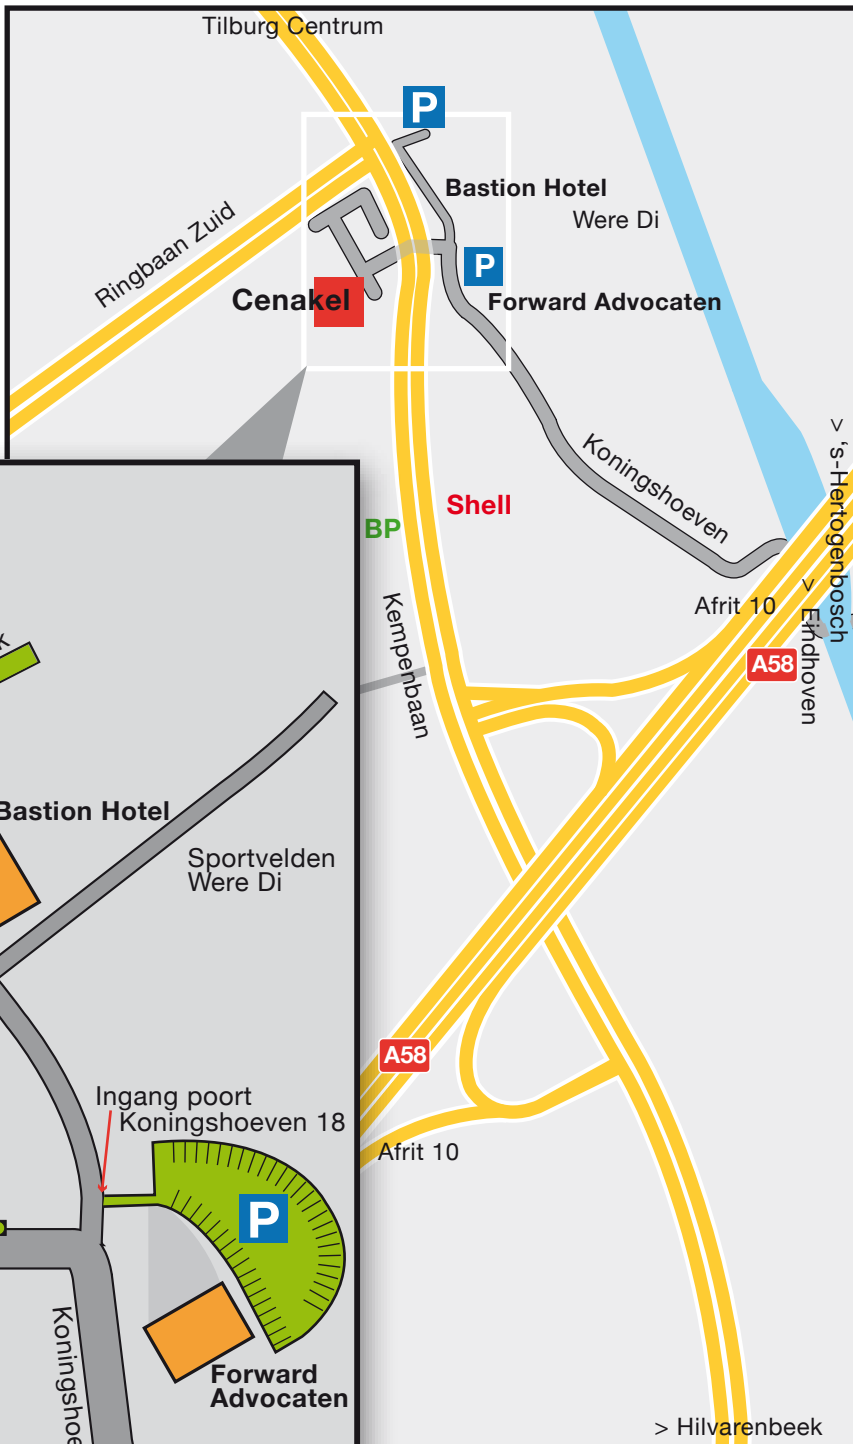 Tilburg Centrum
P
Bastion Hotel
Were Di
Ringbaan Zuid
P
Cenakel
Forward Advocaten
Koningshoeven
> 's-Hertogenbosch
> Eindhoven
Shell
BP
Kempenbaan
Afrit 10
A58
Bastion Hotel
Sportvelden
Were Di
A58
Afrit 10
Ingang poort
Koningshoeven 18
P
Koningshoe
Forward
Advocaten
> Hilvarenbeek